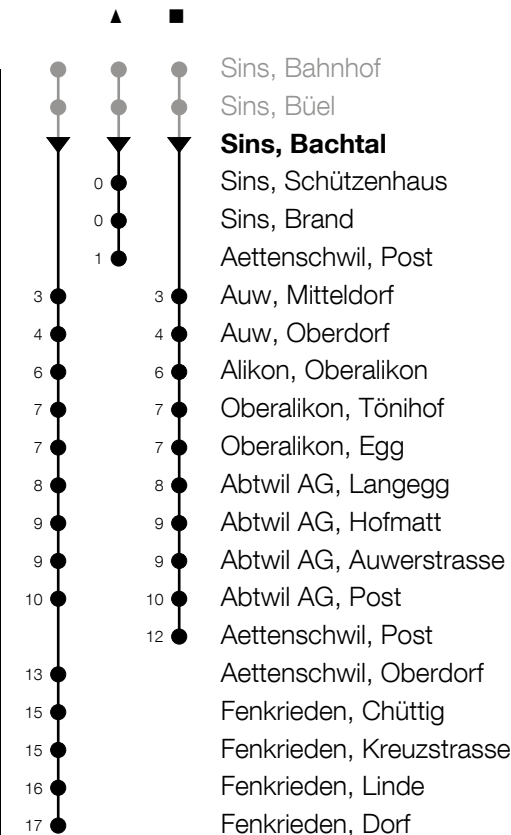 ▲ ■
Sins, Bahnhof
Sins, Büel
Sins, Bachtal
0 Sins, Schützenhaus
0 Sins, Brand
1 Aettenschwil, Post
3 3 Auw, Mitteldorf
4 4 Auw, Oberdorf
6 6 Alikon, Oberalikon
7 7 Oberalikon, Tönihof
7 7 Oberalikon, Egg
8 8 Abtwil AG, Langegg
9 9 Abtwil AG, Hofmatt
9 9 Abtwil AG, Auwerstrasse
10 10 Abtwil AG, Post
12 Aettenschwil, Post
13 Aettenschwil, Oberdorf
15 Fenkrieden, Chüttig
15 Fenkrieden, Kreuzstrasse
16 Fenkrieden, Linde
17 Fenkrieden, Dorf